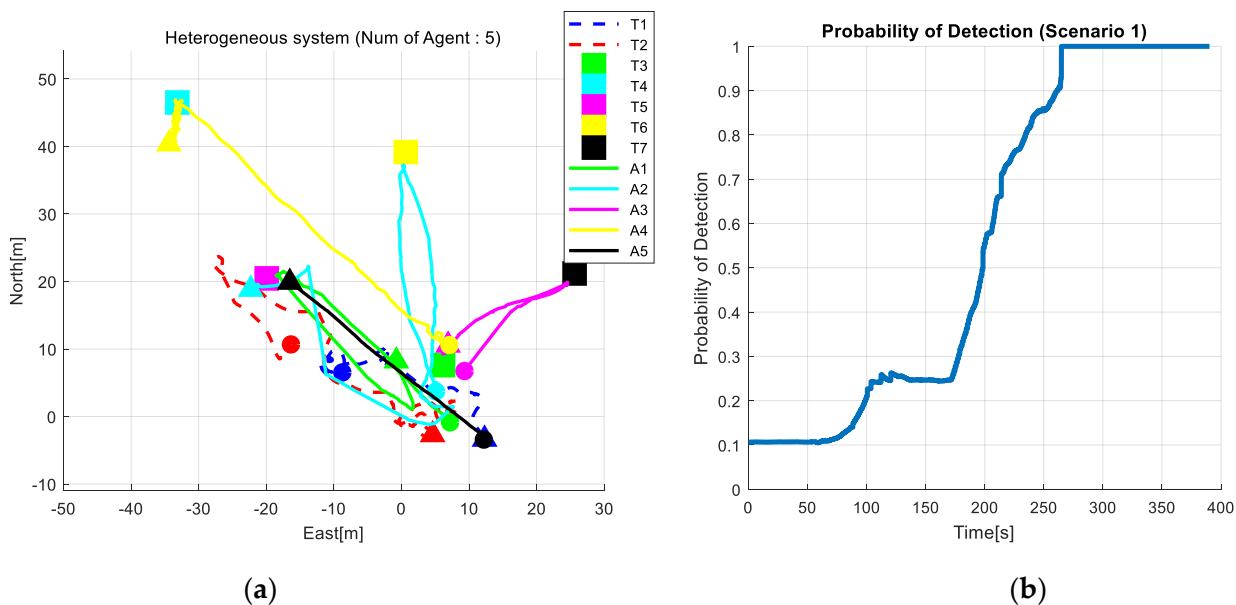 Heterogeneous system (Num of Agent : 5)
T1
T2
T3
T4
T5
T6
T7
A1
A2
A3
A4
A5
50
40
30
20
10
0
-10
North[m]
-50
-40
-30
-20
-10
0
10
20
30
East[m]
(a)
Probability of Detection (Scenario 1)
1
0.9
0.8
0.7
0.6
0.5
0.4
0.3
0.2
0.1
0
Probability of Detection
0
50
100
150
200
250
300
350
400
Time[s]
(b)